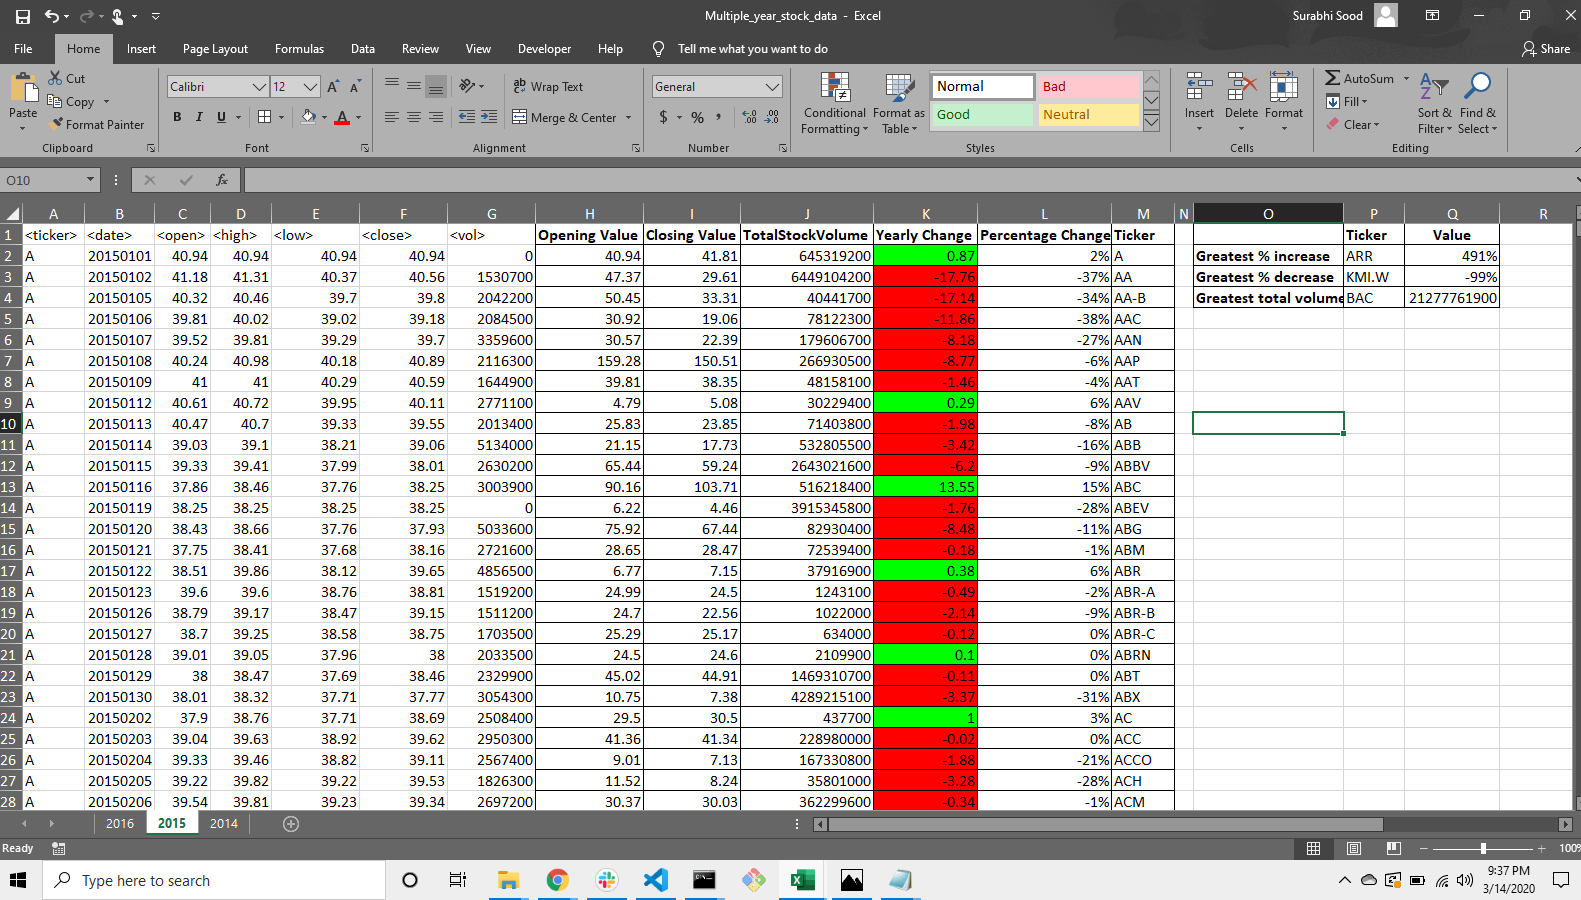 Multiple_year_stock_data - Excel
Surabhi Sood
File Home Insert Page Layout Formulas Data Review View Developer Help Tell me what you want to do Share
Paste
Cut
Copy
Format Painter
Clipboard
Calibri 12
B I U
Font
Wrap Text
Merge & Center
Alignment
General
$ % ,
Number
Conditional Formatting
Format as Table
Normal Bad
Good Neutral
Styles
Insert Delete Format
Cells
AutoSum
Fill
Clear
Sort & Filter
Find & Select
Editing
O10 fx
A B C D E F G H I J K L M N O P Q R
1 <ticker> <date> <open> <high> <low> <close> <vol> Opening Value Closing Value TotalStockVolume Yearly Change Percentage Change Ticker Ticker Value
2 A 20150101 40.94 40.94 40.94 40.94 0 40.94 41.81 645319200 0.87 2% A Greatest % increase ARR 491%
3 A 20150102 41.18 41.31 40.37 40.56 1530700 47.37 29.61 6449104200 -17.76 -37% AA Greatest % decrease KMI.W -99%
4 A 20150105 40.32 40.46 39.7 39.8 2042200 50.45 33.31 40441700 -17.14 -34% AA-B Greatest total volume BAC 21277761900
5 A 20150106 39.81 40.02 39.02 39.18 2084500 30.92 19.06 78122300 -11.86 -38% AAC
6 A 20150107 39.52 39.81 39.29 39.7 3359600 30.57 22.39 179606700 -8.18 -27% AAN
7 A 20150108 40.24 40.98 40.18 40.89 2116300 159.28 150.51 266930500 -8.77 -6% AAP
8 A 20150109 41 41 40.29 40.59 1644900 39.81 38.35 48158100 -1.46 -4% AAT
9 A 20150112 40.61 40.72 39.95 40.11 2771100 4.79 5.08 30229400 0.29 6% AAV
10 A 20150113 40.47 40.7 39.33 39.55 2013400 25.83 23.85 71403800 -1.98 -8% AB
11 A 20150114 39.03 39.1 38.21 39.06 5134000 21.15 17.73 532805500 -3.42 -16% ABB
12 A 20150115 39.33 39.41 37.99 38.01 2630200 65.44 59.24 2643021600 -6.2 -9% ABBV
13 A 20150116 37.86 38.46 37.76 38.25 3003900 90.16 103.71 516218400 13.55 15% ABC
14 A 20150119 38.25 38.25 38.25 38.25 0 6.22 4.46 3915345800 -1.76 -28% ABEV
15 A 20150120 38.43 38.66 37.76 37.93 5033600 75.92 67.44 82930400 -8.48 -11% ABG
16 A 20150121 37.75 38.41 37.68 38.16 2721600 28.65 28.47 72539400 -0.18 -1% ABM
17 A 20150122 38.51 39.86 38.12 39.65 4856500 6.77 7.15 37916900 0.38 6% ABR
18 A 20150123 39.6 39.6 38.76 38.81 1519200 24.99 24.5 1243100 -0.49 -2% ABR-A
19 A 20150126 38.79 39.17 38.47 39.15 1511200 24.7 22.56 1022000 -2.14 -9% ABR-B
20 A 20150127 38.7 39.25 38.58 38.75 1703500 25.29 25.17 634000 -0.12 0% ABR-C
21 A 20150128 39.01 39.05 37.96 38 2033500 24.5 24.6 2109900 0.1 0% ABRN
22 A 20150129 38 38.47 37.69 38.46 2329900 45.02 44.91 1469310700 -0.11 0% ABT
23 A 20150130 38.01 38.32 37.71 37.77 3054300 10.75 7.38 4289215100 -3.37 -31% ABX
24 A 20150202 37.9 38.76 37.71 38.69 2508400 29.5 30.5 437700 1 3% AC
25 A 20150203 39.04 39.63 38.92 39.62 2950300 41.36 41.34 228980000 -0.02 0% ACC
26 A 20150204 39.33 39.46 38.82 39.11 2567400 9.01 7.13 167330800 -1.88 -21% ACCO
27 A 20150205 39.22 39.82 39.22 39.53 1826300 11.52 8.24 35801000 -3.28 -28% ACH
28 A 20150206 39.54 39.81 39.23 39.34 2697200 30.37 30.03 362299600 -0.34 -1% ACM
2016 2015 2014
Ready
100%
Type here to search
9:37 PM
3/14/2020